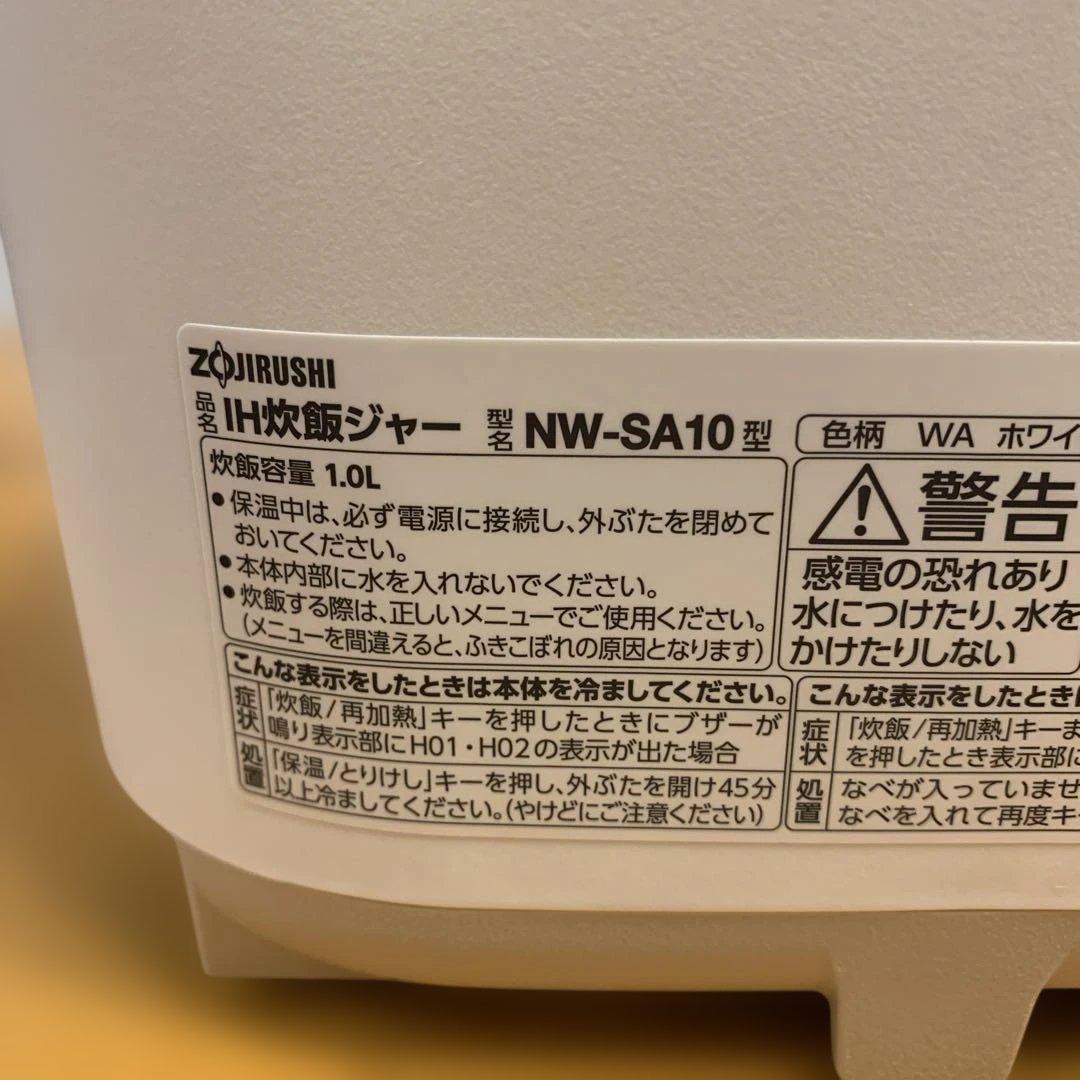 ZOJIRUSHI
品名 IH炊飯ジャー 型名 NW-SA10型
色柄 WA ホワイ
炊飯容量 1.0L
●保温中は、必ず電源に接続し、外ぶたを閉めて
おいてください。
●本体内部に水を入れないでください。
●炊飯する際は、正しいメニューでご使用ください。
(メニューを間違えると、ふきこぼれの原因となります)
警告
感電の恐れあり
水につけたり、水を
かけたりしない
こんな表示をしたときは本体を冷ましてください。
症状 「炊飯/再加熱」キーを押したときにブザーが
鳴り表示部にH01・H02の表示が出た場合
処置 「保温/とりけし」キーを押し、外ぶたを開け45分
以上冷ましてください。(やけどにご注意ください)
こんな表示をしたときに
症状 「炊飯/再加熱」キーま
を押したとき表示部に
処置 なべが入っていませ
なべを入れて再度キー